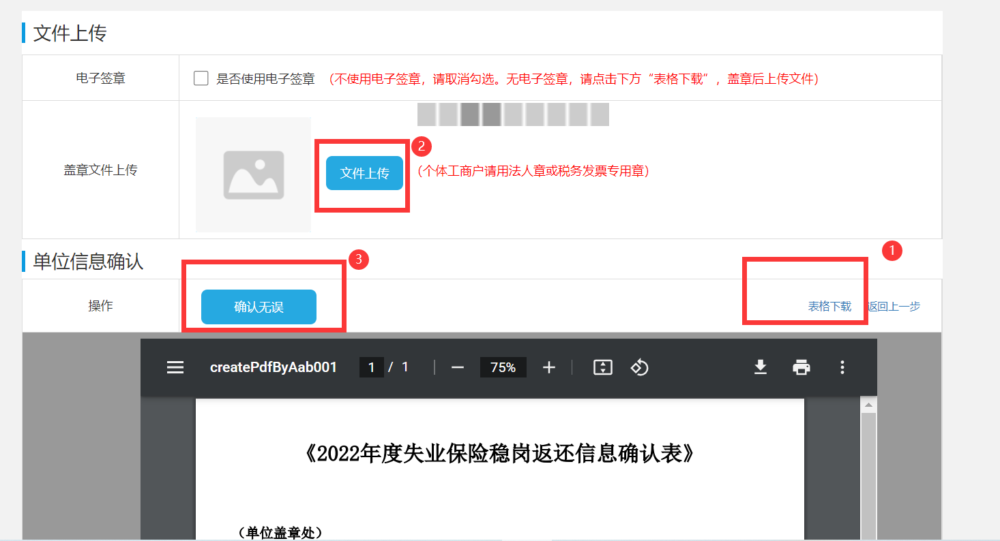 文件上传
电子签章
是否使用电子签章 (不使用电子签章，请取消勾选。无电子签章，请点击下方“表格下载”，盖章后上传文件)
盖章文件上传
文件上传
2
(个体工商户请用法人章或税务发票专用章)
单位信息确认
3
1
操作
确认无误
表格下载 返回上一步
createPdfByAab001 1 / 1 75%
《2022年度失业保险稳岗返还信息确认表》
（单位盖章处）